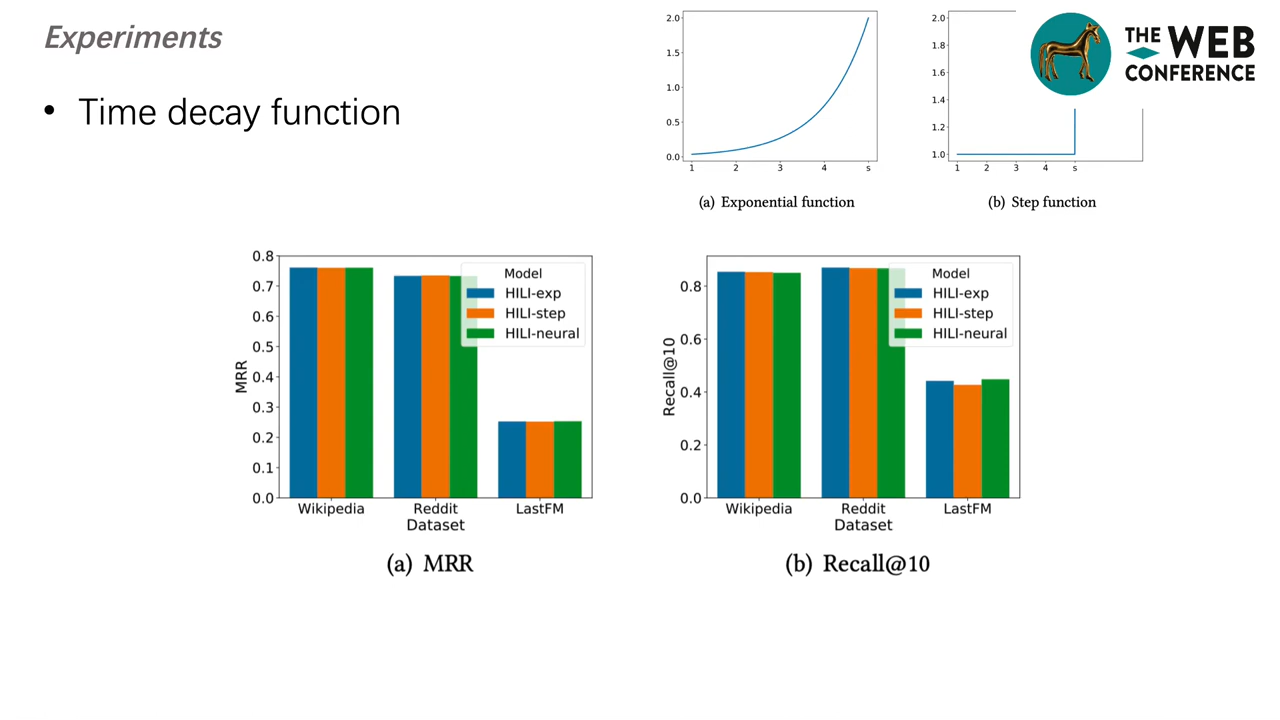 Experiments
• Time decay function
2.0
1.5
1.0
0.5
0.0
1 2 3 4 s
(a) Exponential function
2.0
1.8
1.6
1.4
1.2
1.0
1 2 3 4 s
(b) Step function
THE WEB
CONFERENCE
0.8
0.7
0.6
0.5
0.4
0.3
0.2
0.1
0.0
MRR
Model
HILI-exp
HILI-step
HILI-neural
Wikipedia Reddit LastFM
Dataset
(a) MRR
0.8
0.6
0.4
0.2
0.0
Recall@10
Model
HILI-exp
HILI-step
HILI-neural
Wikipedia Reddit LastFM
Dataset
(b) Recall@10